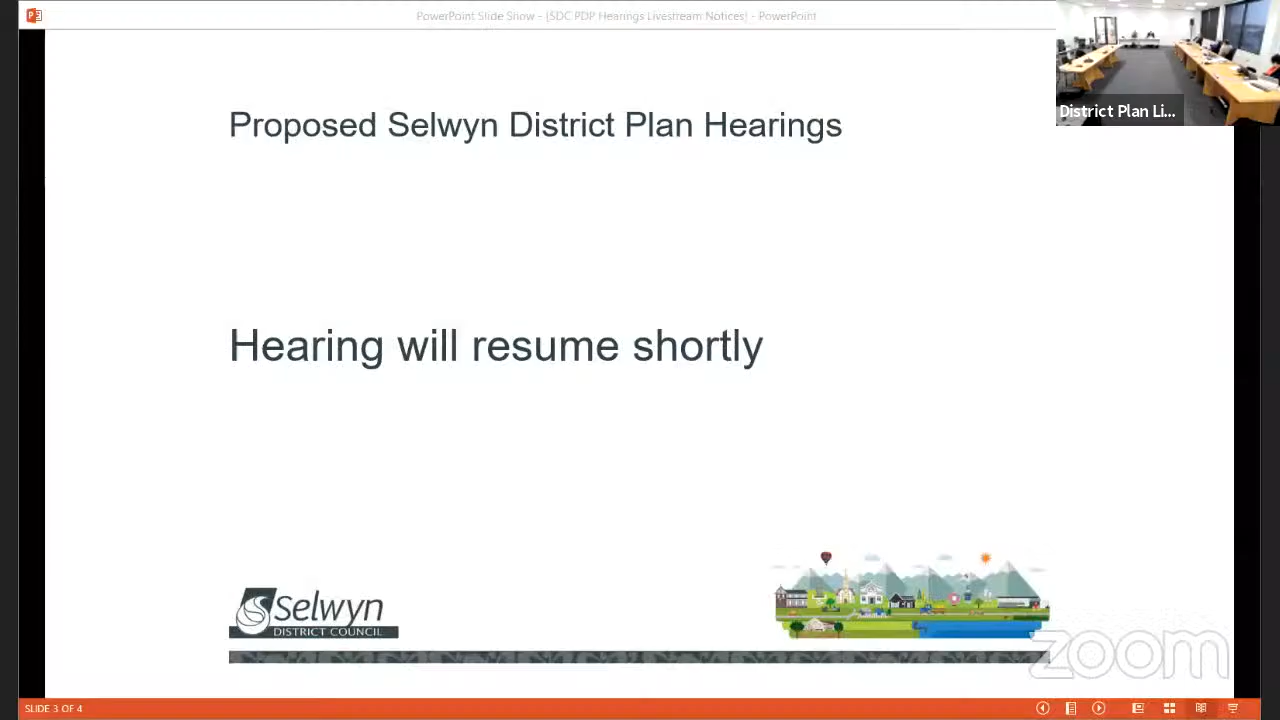 PowerPoint Slide Show - [SDC PDP Hearings Livestream Notices] - PowerPoint
District Plan Li...
Proposed Selwyn District Plan Hearings
Hearing will resume shortly
Selwyn
DISTRICT COUNCIL
zoom
SLIDE 3 OF 4